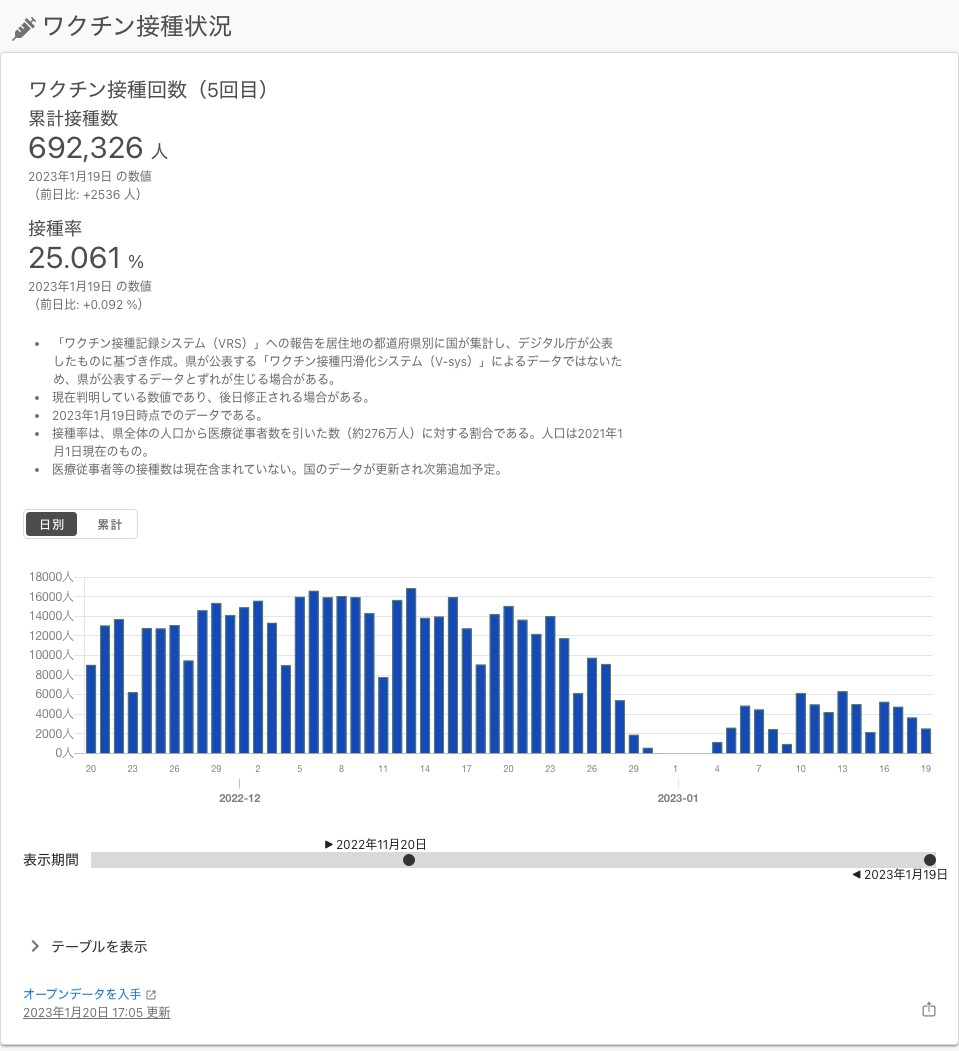 ワクチン接種状況
ワクチン接種回数（5回目）
累計接種数
692,326 人
2023年1月19日 の数値
（前日比: +2536 人）
接種率
25.061 %
2023年1月19日 の数値
（前日比: +0.092 %）
• 「ワクチン接種記録システム（VRS）」への報告を居住地の都道府県別に国が集計し、デジタル庁が公表
したものに基づき作成。県が公表する「ワクチン接種円滑化システム（V-sys）」によるデータではないた
め、県が公表するデータとずれが生じる場合がある。
• 現在判明している数値であり、後日修正される場合がある。
• 2023年1月19日時点でのデータである。
• 接種率は、県全体の人口から医療従事者数を引いた数（約276万人）に対する割合である。人口は2021年1
月1日現在のもの。
• 医療従事者等の接種数は現在含まれていない。国のデータが更新され次第追加予定。
日別 累計
18000人
16000人
14000人
12000人
10000人
8000人
6000人
4000人
2000人
0人
20 23 26 29 2 5 8 11 14 17 20 23 26 29 1 4 7 10 13 16 19
2022-12 2023-01
▶ 2022年11月20日
表示期間
◀ 2023年1月19日
テーブルを表示
オープンデータを入手
2023年1月20日 17:05 更新